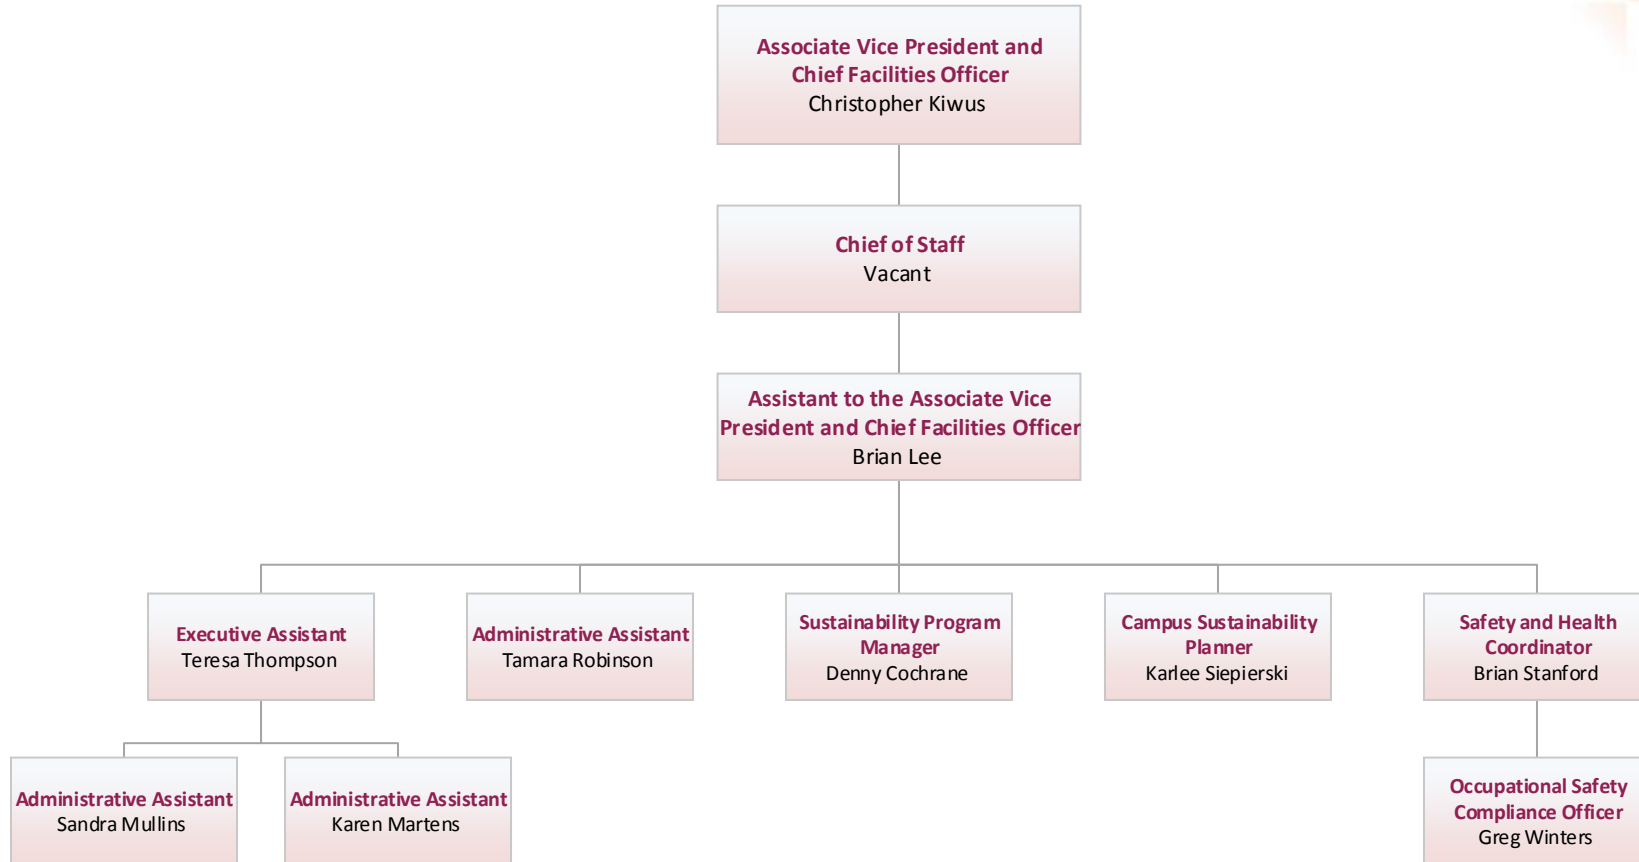 Associate Vice President and
Chief Facilities Officer
Christopher Kiwus
Chief of Staff
Vacant
Assistant to the Associate Vice
President and Chief Facilities Officer
Brian Lee
Executive Assistant
Teresa Thompson
Administrative Assistant
Tamara Robinson
Sustainability Program
Manager
Denny Cochrane
Campus Sustainability
Planner
Karlee Siepierski
Safety and Health
Coordinator
Brian Stanford
Administrative Assistant
Sandra Mullins
Administrative Assistant
Karen Martens
Occupational Safety
Compliance Officer
Greg Winters